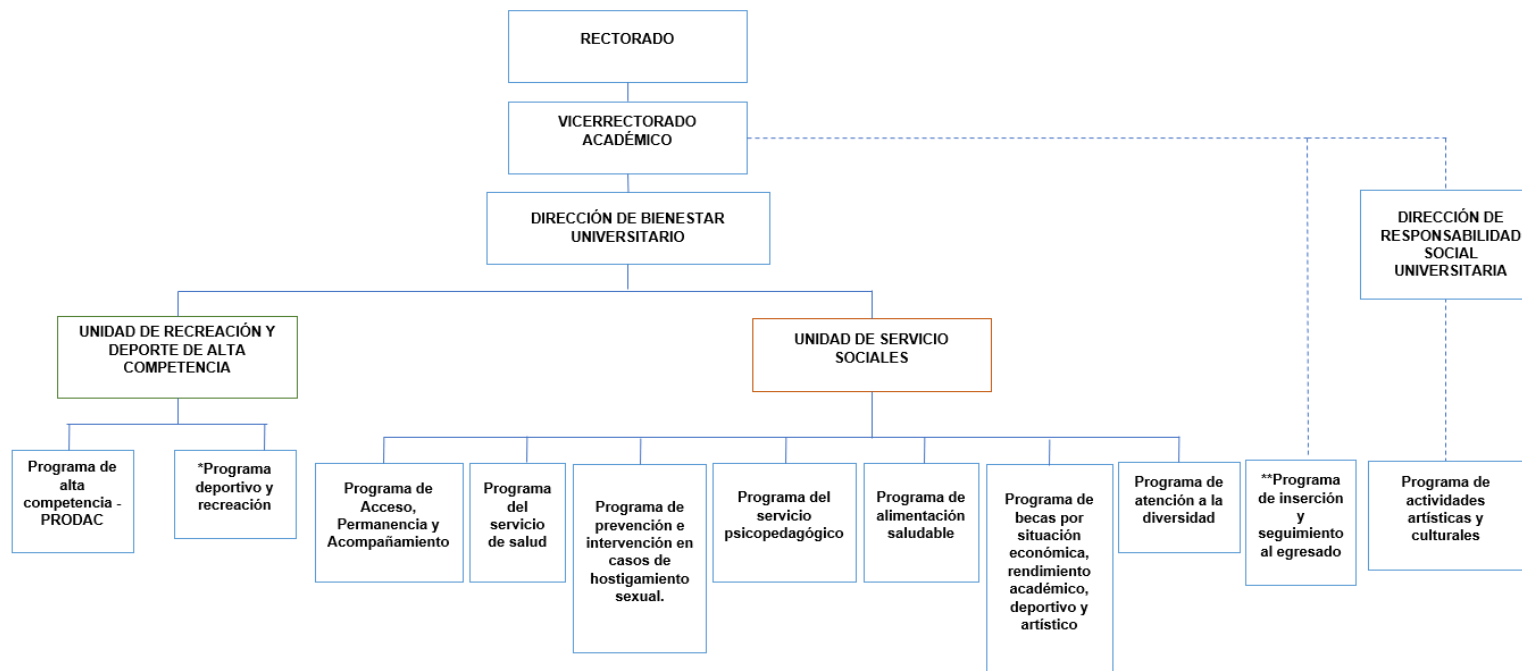 RECTORADO
VICERRECTORADO
ACADÉMICO
DIRECCIÓN DE BIENESTAR
UNIVERSITARIO
DIRECCIÓN DE
RESPONSABILIDAD
SOCIAL
UNIVERSITARIA
UNIDAD DE RECREACIÓN Y
DEPORTE DE ALTA
COMPETENCIA
UNIDAD DE SERVICIO
SOCIALES
Programa de
alta
competencia -
PRODAC
*Programa
deportivo y
recreación
Programa de
Acceso,
Permanencia y
Acompañamiento
Programa
del
servicio
de salud
Programa de
prevención e
intervención en
casos de
hostigamiento
sexual.
Programa del
servicio
psicopedagógico
Programa de
alimentación
saludable
Programa de
becas por
situación
económica,
rendimiento
académico,
deportivo y
artístico
Programa de
atención a la
diversidad
**Programa
de inserción
y
seguimiento
al egresado
Programa de
actividades
artísticas y
culturales